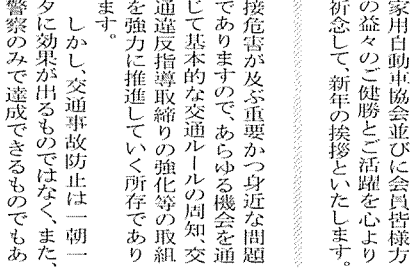 家用自動車協会並びに会員皆様方
の益々のご健勝とご活躍を心より
祈念して、新年の挨拶といたします。
接危害が及ぶ重要かつ身近な問題
でありますので、あらゆる機会を通
じて基本的な交通ルールの周知、交
通違反指導取締りの強化等の取組
を強力に推進していく所存であり
ます。
しかし、交通事故防止は一朝一
夕に効果が出るものではなく、また、
警察のみで達成できるものでもあ